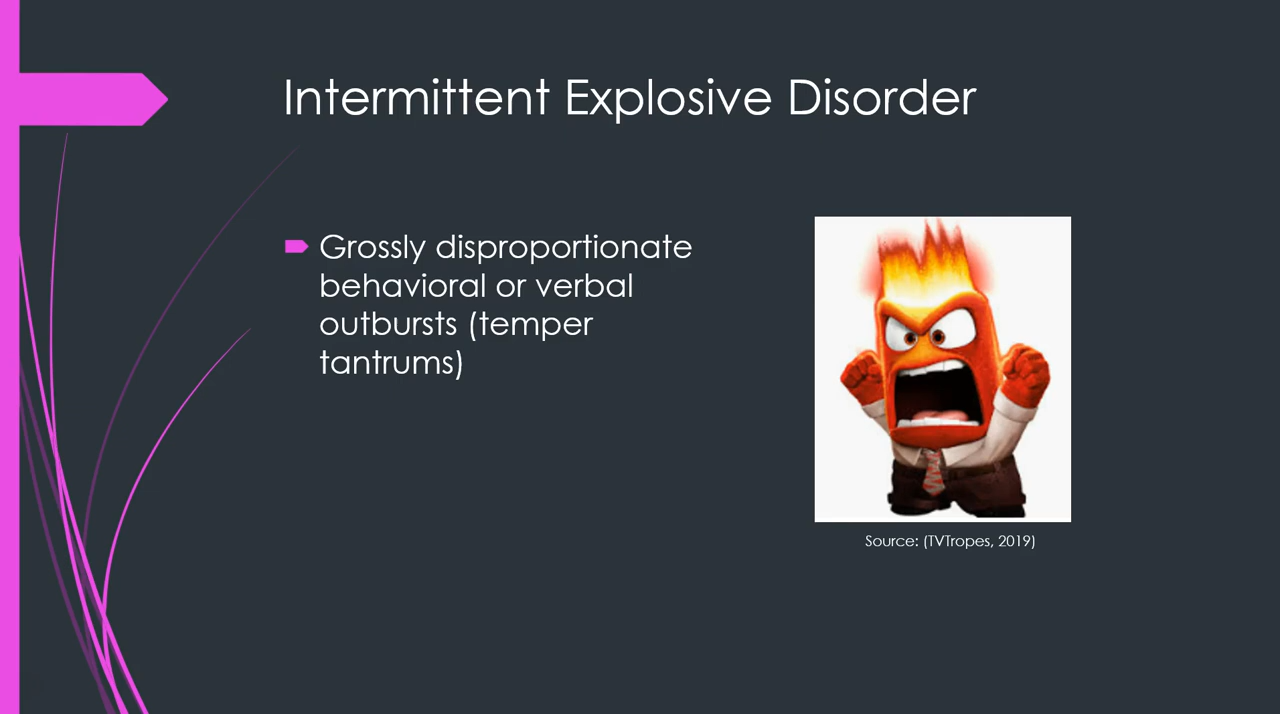 Intermittent Explosive Disorder
Grossly disproportionate
behavioral or verbal
outbursts (temper
tantrums)
Source: (TVTropes, 2019)